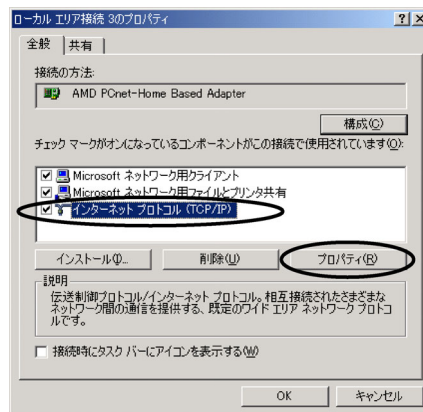 ローカル エリア接続 3のプロパティ
全般
共有
接続の方法:
AMD PCnet-Home Based Adapter
構成(C)
チェック マークがオンになっているコンポーネントがこの接続で使用されています(O):
Microsoft ネットワーク用クライアント
Microsoft ネットワーク用ファイルとプリンタ共有
インターネット プロトコル (TCP/IP)
インストール(I)...
削除(U)
プロパティ(R)
説明
伝送制御プロトコル/インターネット プロトコル。相互接続されたさまざまな
ネットワーク間の通信を提供する、既定のワイド エリア ネットワーク プロトコ
ルです。
接続時にタスク バーにアイコンを表示する(W)
OK
キャンセル